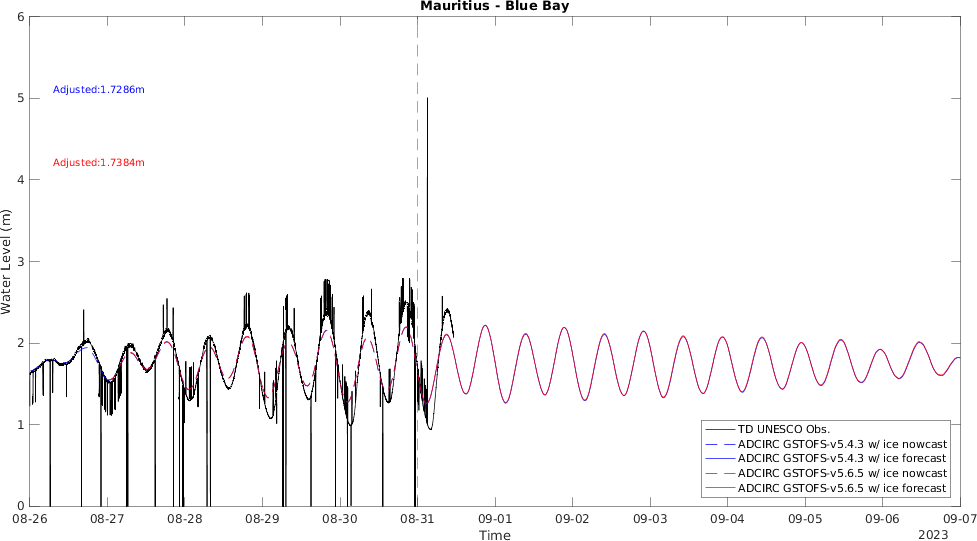 Mauritius - Blue Bay
6
5
4
3
2
1
0
Water Level (m)
Adjusted:1.7286m
Adjusted:1.7384m
TD UNESCO Obs.
ADCIRC GSTOFS-v5.4.3 w/ ice nowcast
ADCIRC GSTOFS-v5.4.3 w/ ice forecast
ADCIRC GSTOFS-v5.6.5 w/ ice nowcast
ADCIRC GSTOFS-v5.6.5 w/ ice forecast
08-26 08-27 08-28 08-29 08-30 08-31 09-01 09-02 09-03 09-04 09-05 09-06 09-07
Time
2023